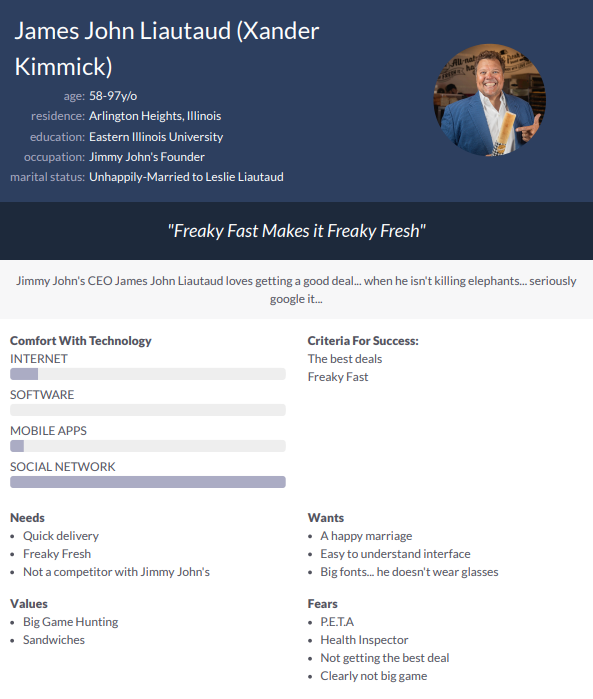 James John Liautaud (Xander
Kimmick)
age: 58-97y/o
residence: Arlington Heights, Illinois
education: Eastern Illinois University
occupation: Jimmy John's Founder
marital status: Unhappily-Married to Leslie Liautaud
"Freaky Fast Makes it Freaky Fresh"
Jimmy John's CEO James John Liautaud loves getting a good deal... when he isn't killing elephants... seriously
google it...
Comfort With Technology
INTERNET
SOFTWARE
MOBILE APPS
SOCIAL NETWORK
Criteria For Success:
The best deals
Freaky Fast
Needs
• Quick delivery
• Freaky Fresh
• Not a competitor with Jimmy John's
Wants
• A happy marriage
• Easy to understand interface
• Big fonts... he doesn't wear glasses
Values
• Big Game Hunting
• Sandwiches
Fears
• P.E.T.A
• Health Inspector
• Not getting the best deal
• Clearly not big game